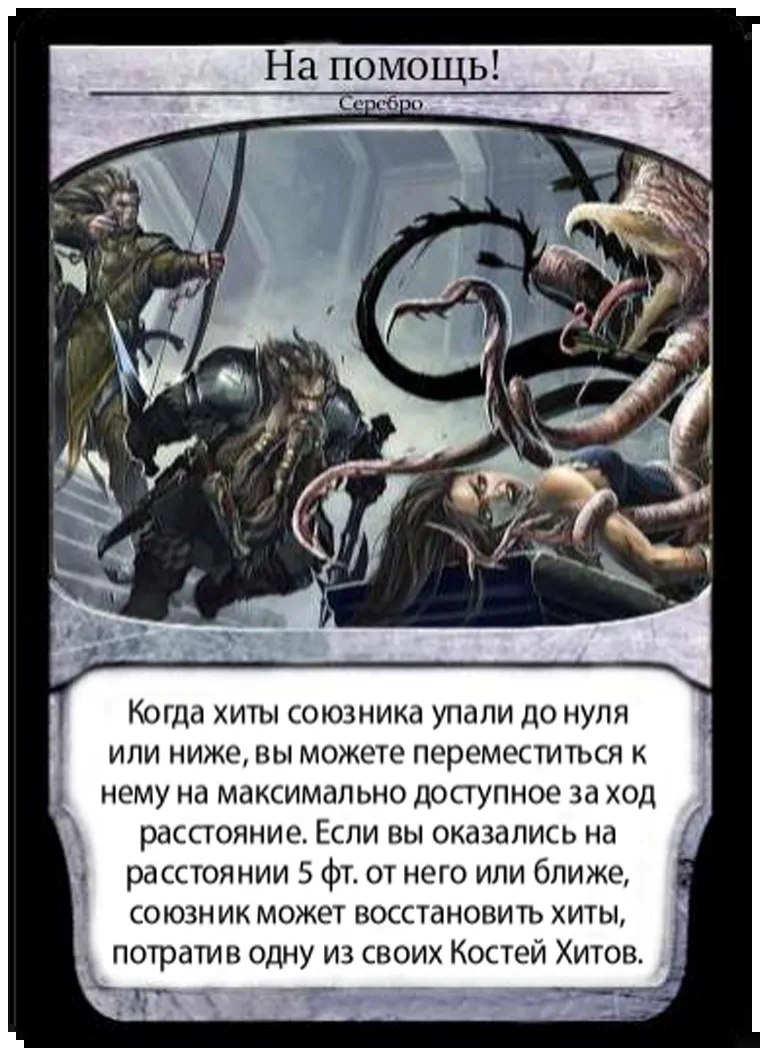 На помощь!
Серебро
Когда хиты союзника упали до нуля
или ниже, вы можете переместиться к
нему на максимально доступное за ход
расстояние. Если вы оказались на
расстоянии 5 фт. от него или ближе,
союзник может восстановить хиты,
потратив одну из своих Костей Хитов.